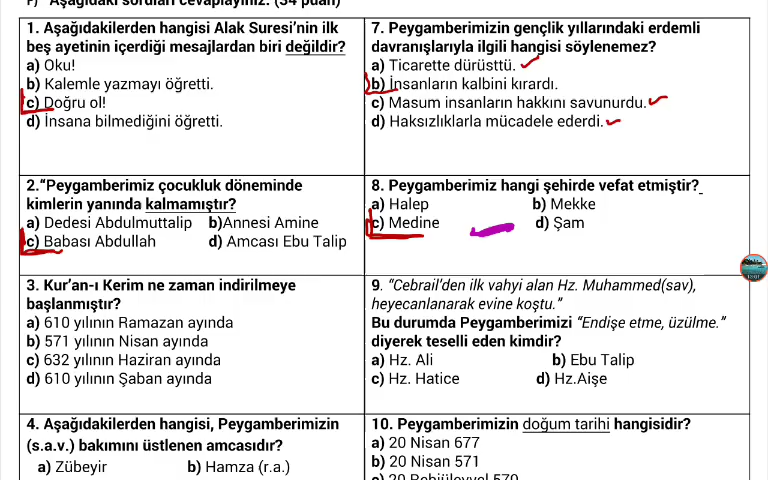 F) Aşağıdaki soruları cevaplayınız. (34 puan)
1. Aşağıdakilerden hangisi Alak Suresi’nin ilk
beş ayetinin içerdiği mesajlardan biri değildir?
a) Oku!
b) Kalemle yazmayı öğretti.
c) Doğru ol!
d) İnsana bilmediğini öğretti.
2.“Peygamberimiz çocukluk döneminde
kimlerin yanında kalmamıştır?
a) Dedesi Abdulmuttalip b)Annesi Amine
c) Babası Abdullah d) Amcası Ebu Talip
3. Kur’an-ı Kerim ne zaman indirilmeye
başlanmıştır?
a) 610 yılının Ramazan ayında
b) 571 yılının Nisan ayında
c) 632 yılının Haziran ayında
d) 610 yılının Şaban ayında
4. Aşağıdakilerden hangisi, Peygamberimizin
(s.a.v.) bakımını üstlenen amcasıdır?
a) Zübeyir b) Hamza (r.a.)
7. Peygamberimizin gençlik yıllarındaki erdemli
davranışlarıyla ilgili hangisi söylenemez?
a) Ticarette dürüsttü.
b) İnsanların kalbini kırardı.
c) Masum insanların hakkını savunurdu.
d) Haksızlıklarla mücadele ederdi.
8. Peygamberimiz hangi şehirde vefat etmiştir?
a) Halep b) Mekke
c) Medine d) Şam
9. “Cebrail’den ilk vahyi alan Hz. Muhammed(sav),
heyecanlanarak evine koştu.”
Bu durumda Peygamberimizi “Endişe etme, üzülme.”
diyerek teselli eden kimdir?
a) Hz. Ali b) Ebu Talip
c) Hz. Hatice d) Hz.Aişe
10. Peygamberimizin doğum tarihi hangisidir?
a) 20 Nisan 677
b) 20 Nisan 571
c) 20 Rebiülevvel 570